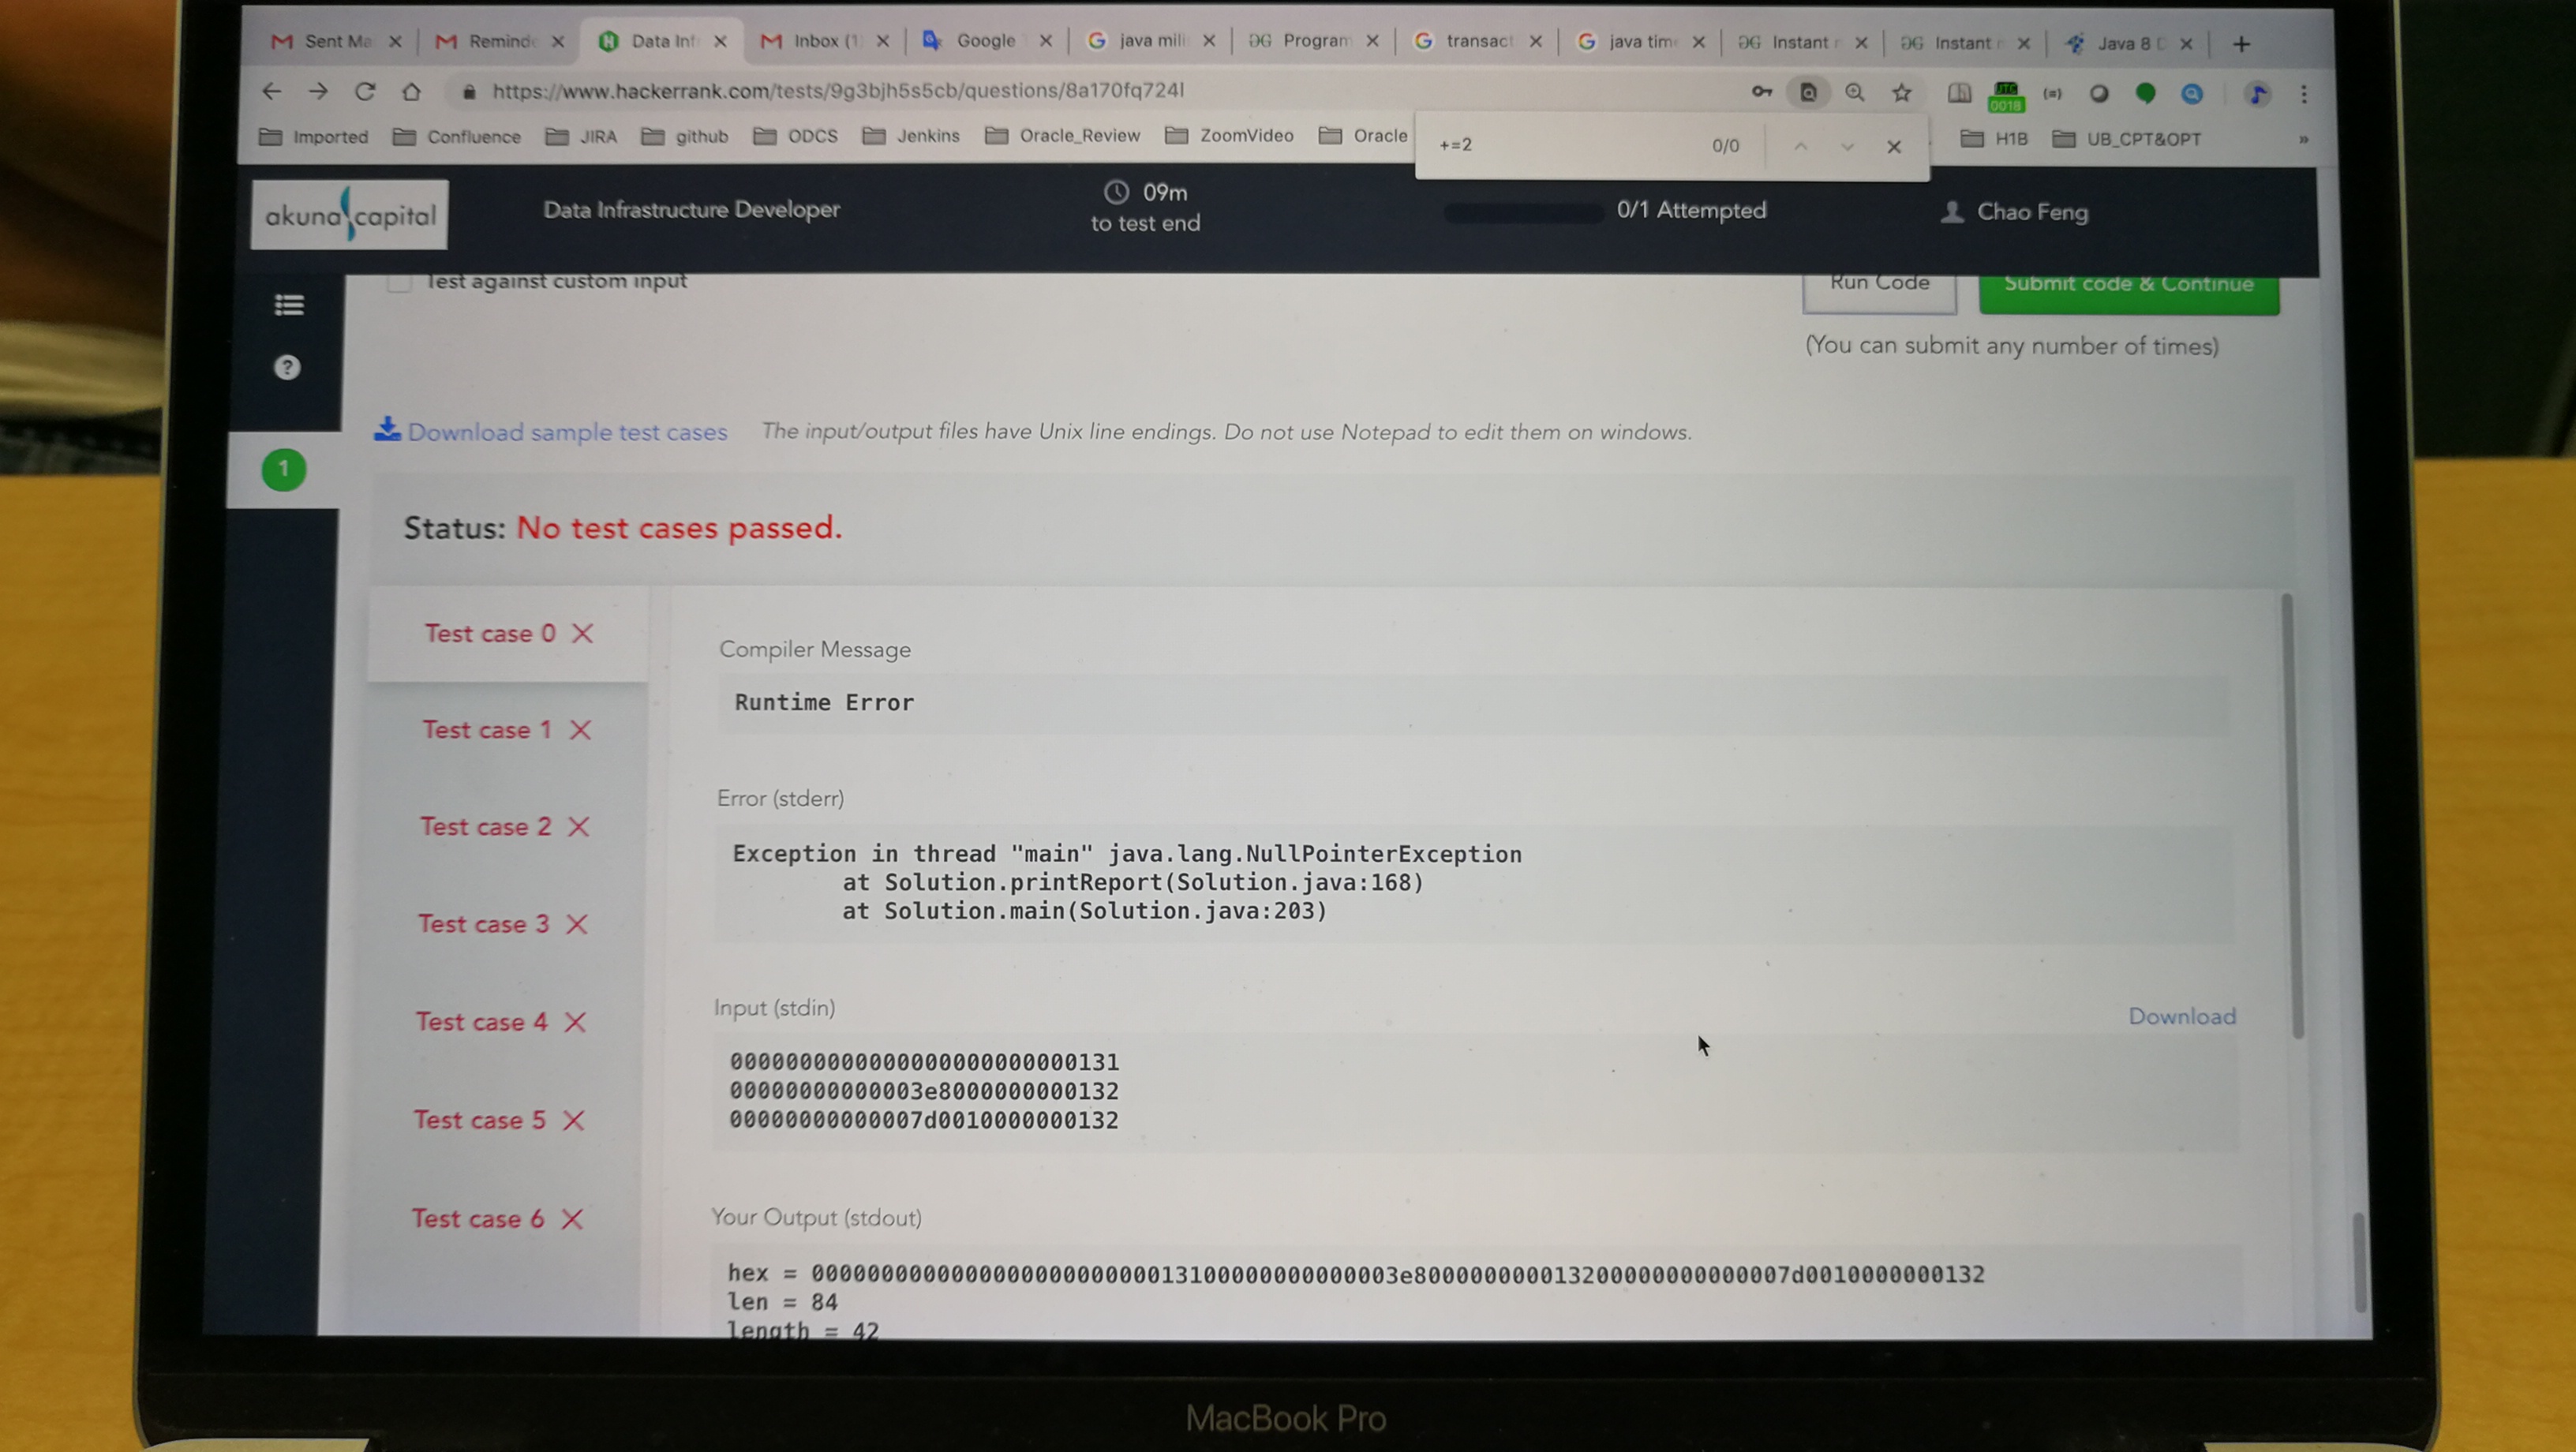 Sent Ma
Remind
Data Inf
Inbox (1
Google
java mili
Program
transact
java tim
Instant r
Instant r
Java 8 D
https://www.hackerrank.com/tests/9g3bjh5s5cb/questions/8a170fq724l
UTC
0018
Imported
Confluence
JIRA
github
ODCS
Jenkins
Oracle_Review
ZoomVideo
Oracle
+=2
0/0
H1B
UB_CPT&OPT
akuna capital
Data Infrastructure Developer
09m
to test end
0/1 Attempted
Chao Feng
Test against custom input
Run Code
Submit code & Continue
(You can submit any number of times)
Download sample test cases
The input/output files have Unix line endings. Do not use Notepad to edit them on windows.
1
Status: No test cases passed.
Test case 0
Test case 1
Test case 2
Test case 3
Test case 4
Test case 5
Test case 6
Compiler Message
Runtime Error
Error (stderr)
Exception in thread "main" java.lang.NullPointerException
at Solution.printReport(Solution.java:168)
at Solution.main(Solution.java:203)
Input (stdin)
Download
0000000000000000000000000131
00000000000003e8000000000132
00000000000007d0010000000132
Your Output (stdout)
hex = 000000000000000000000000013100000000000003e800000000013200000000000007d0010000000132
len = 84
length = 42
MacBook Pro